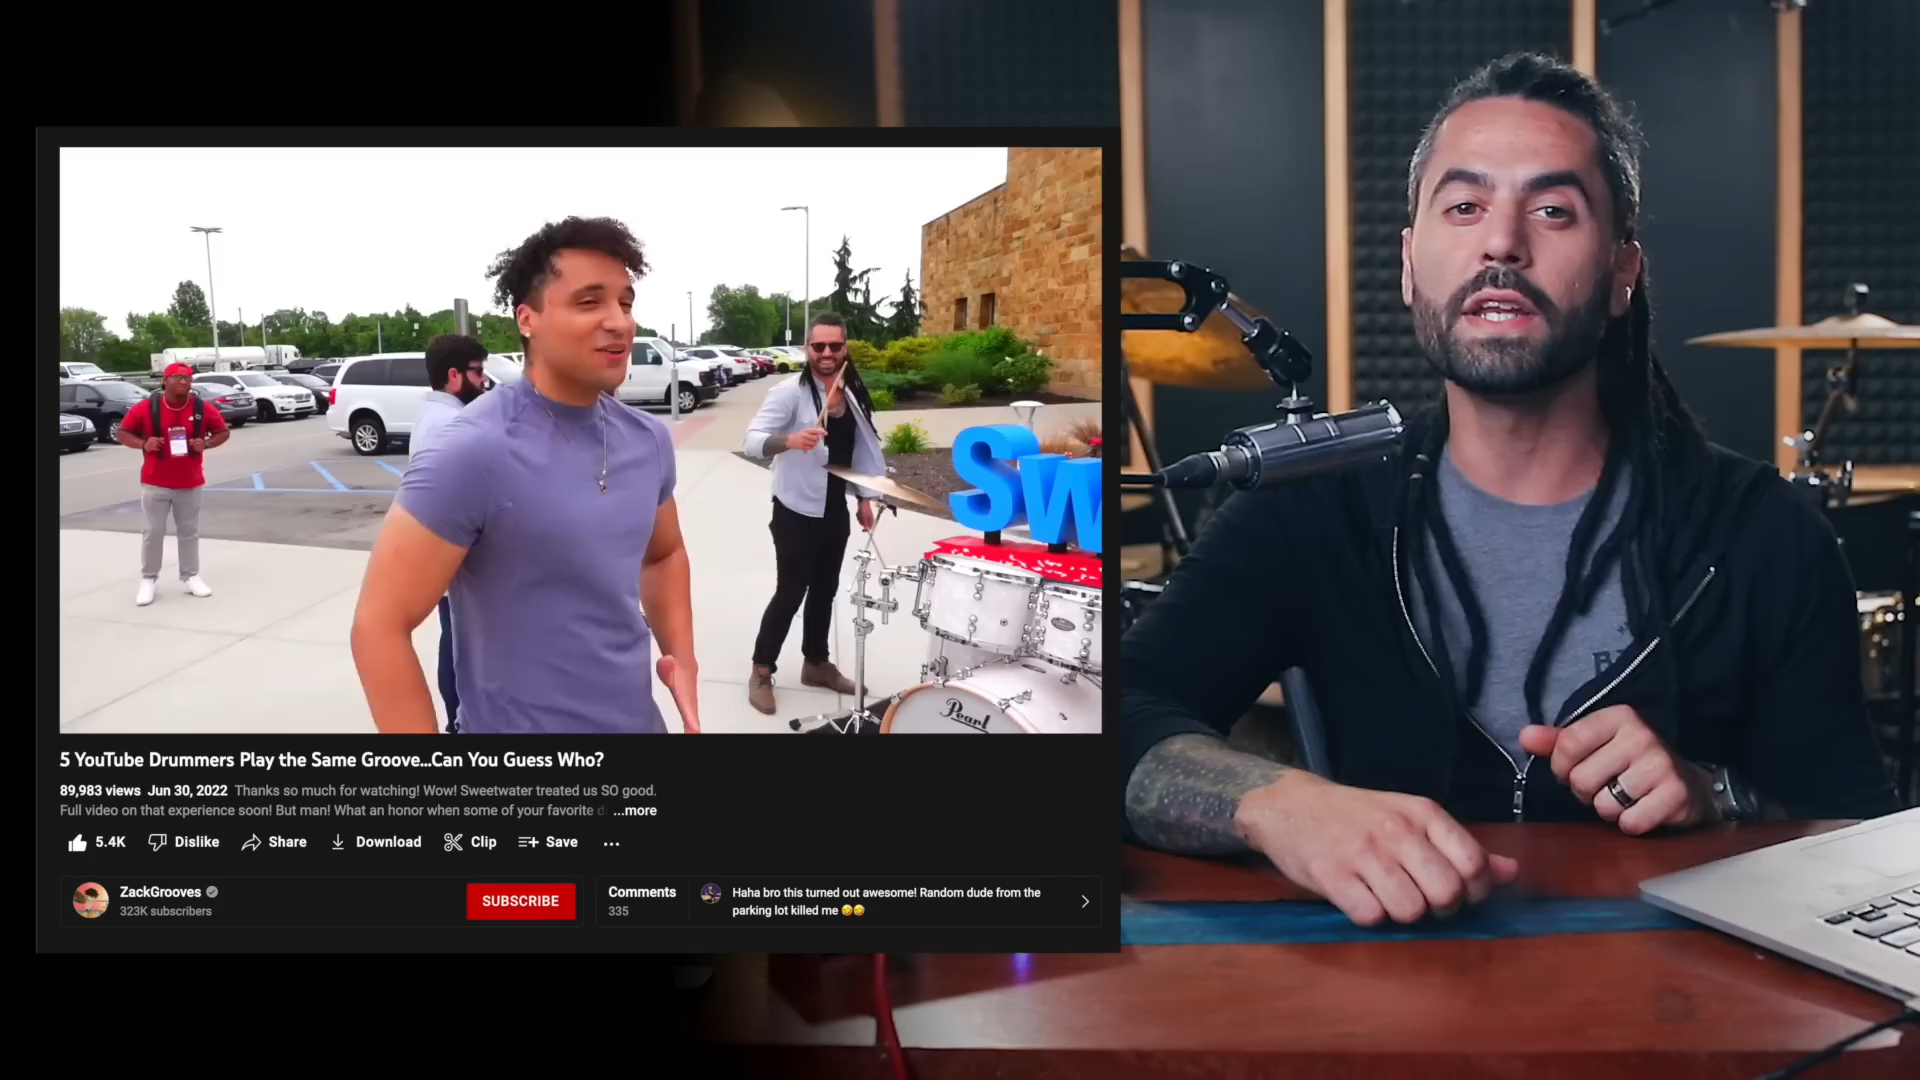 Sw
Pearl
5 YouTube Drummers Play the Same Groove...Can You Guess Who?
89,983 views Jun 30, 2022 Thanks so much for watching! Wow! Sweetwater treated us SO good.
Full video on that experience soon! But man! What an honor when some of your favorite d ...more
5.4K Dislike Share Download Clip Save ...
ZackGrooves
323K subscribers
SUBSCRIBE
Comments
335
Haha bro this turned out awesome! Random dude from the
parking lot killed me 🤣🤣